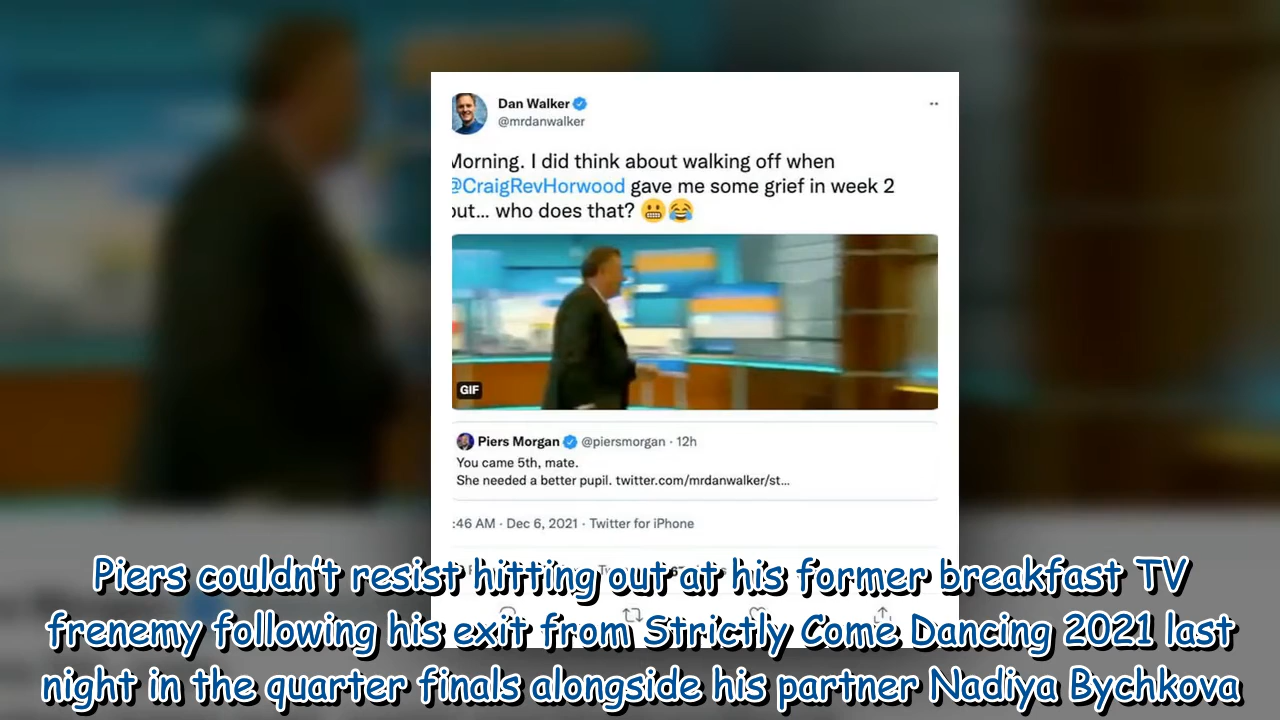 Dan Walker
@mrdanwalker
Morning. I did think about walking off when
@CraigRevHorwood gave me some grief in week 2
but... who does that? 😬😂
GIF
Piers Morgan @piersmorgan · 12h
You came 5th, mate.
She needed a better pupil. twitter.com/mrdanwalker/st...
:46 AM · Dec 6, 2021 · Twitter for iPhone
Piers couldn't resist hitting out at his former breakfast TV
frenemy following his exit from Strictly Come Dancing 2021 last
night in the quarter finals alongside his partner Nadiya Bychkova